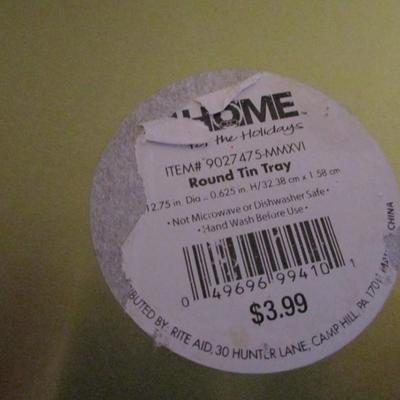 HOME™
for the Holidays
ITEM# 9027475-MMXVI
Round Tin Tray
12.75 in. Dia .. 0.625 in. H/32.38 cm x 1.58 cm
• Not Microwave or Dishwasher Safe •
• Hand Wash Before Use •
0 49696 99410 1
$3.99
BUTED BY: RITE AID, 30 HUNTER LANE, CAMP HILL, PA 17011 CHINA